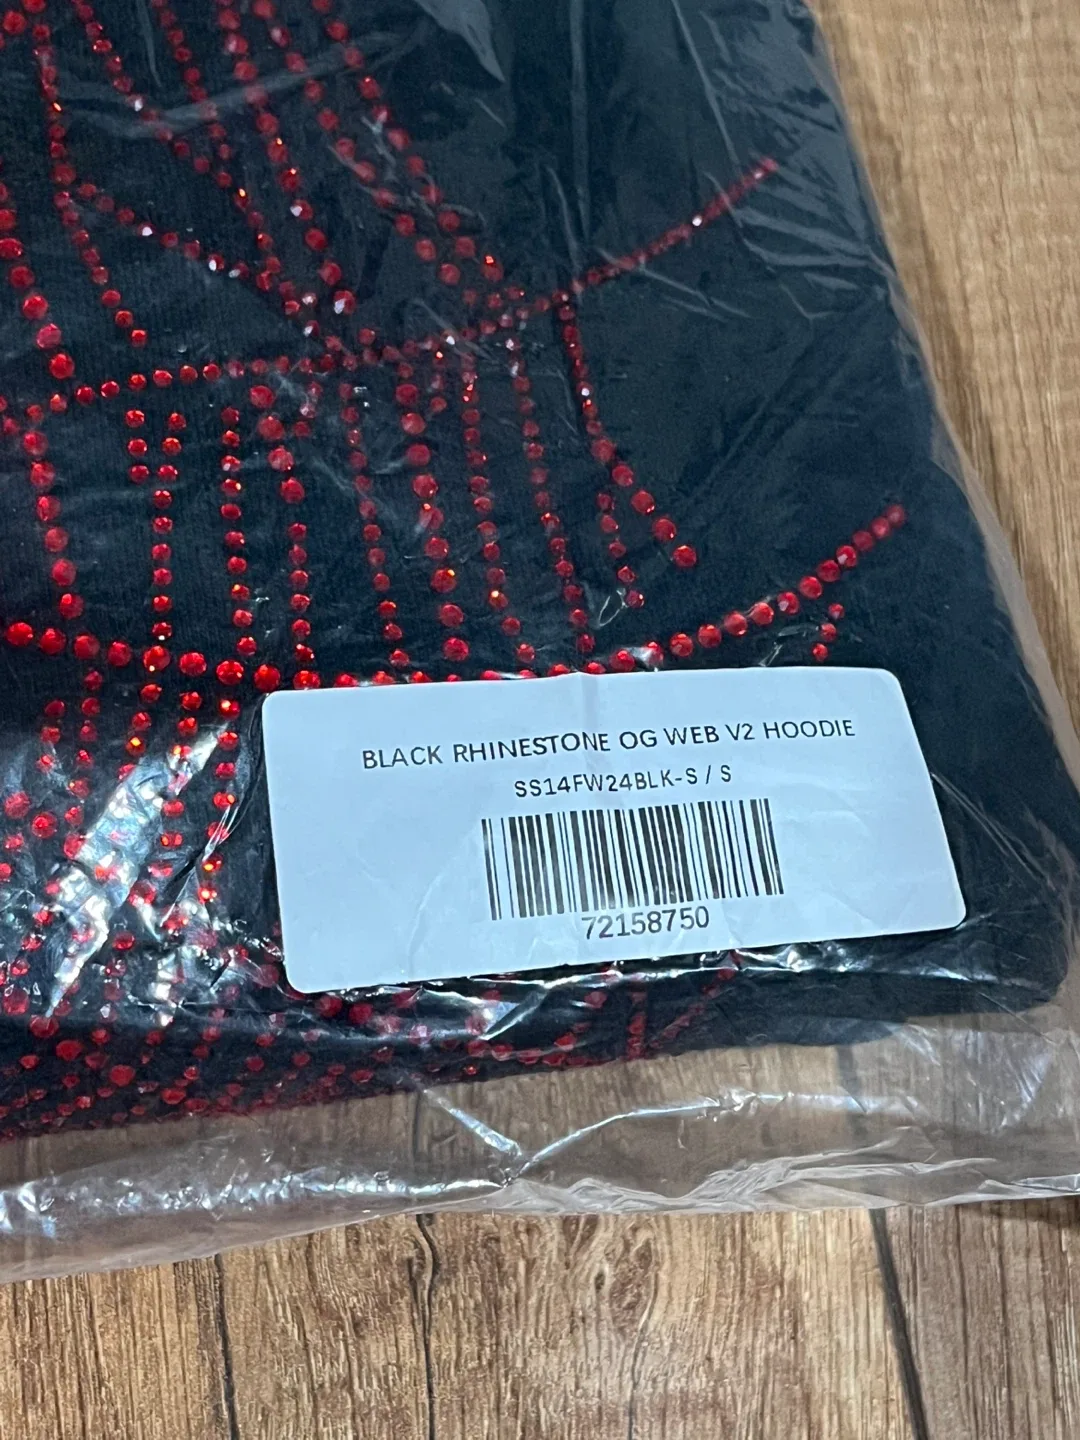 BLACK RHINESTONE OG WEB V2 HOODIE
SS14FW24BLK-S / S
72158750